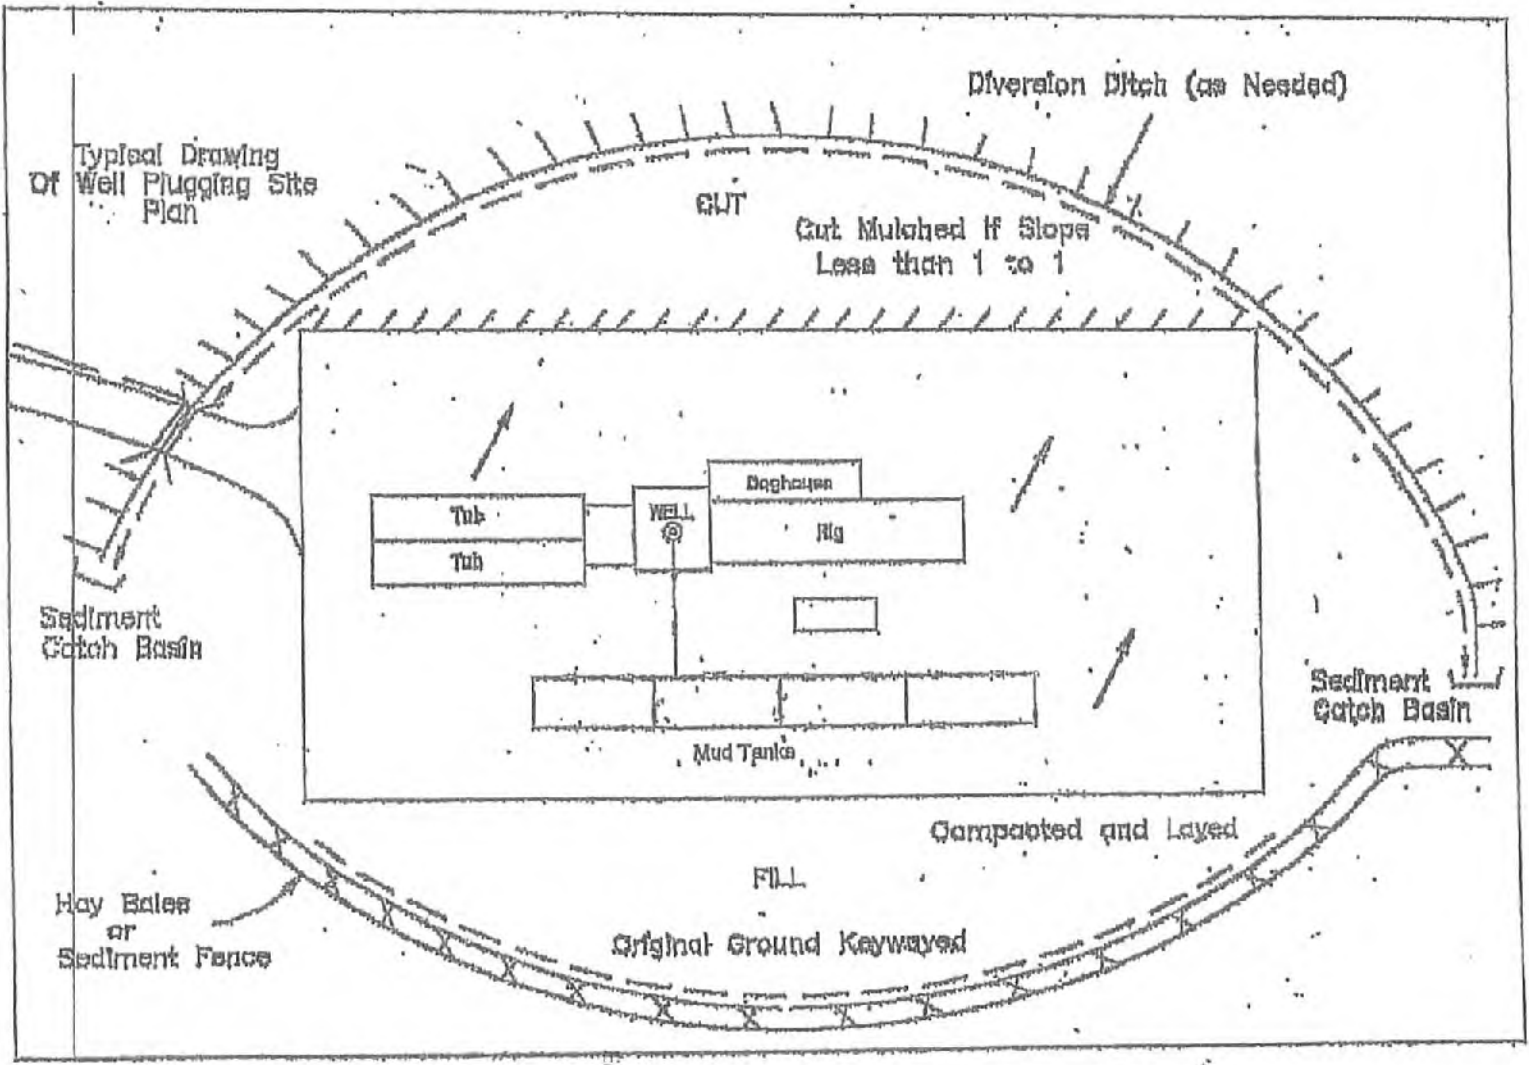 Diversion Ditch (as Needed)
Typical Drawing
Of Well Plugging Site
Plan
CUT
Cut Mulched if Slope
Less than 1 to 1
Doghouse
Tub
WELL
Rig
Tub
Sediment
Catch Basin
Sediment
Catch Basin
Mud Tanks
Compacted and Layed
FILL
Hay Bales
or
Sediment Fence
Original Ground Keywayed